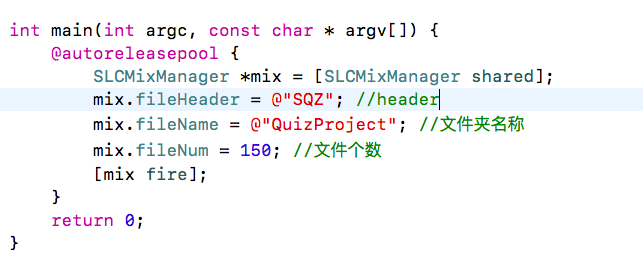 int main(int argc, const char * argv[]) {
    @autoreleasepool {
        SLCMixManager *mix = [SLCMixManager shared];
        mix.fileHeader = @"SQZ"; //header
        mix.fileName = @"QuizProject"; //文件夹名称
        mix.fileNum = 150; //文件个数
        [mix fire];
    }
    return 0;
}